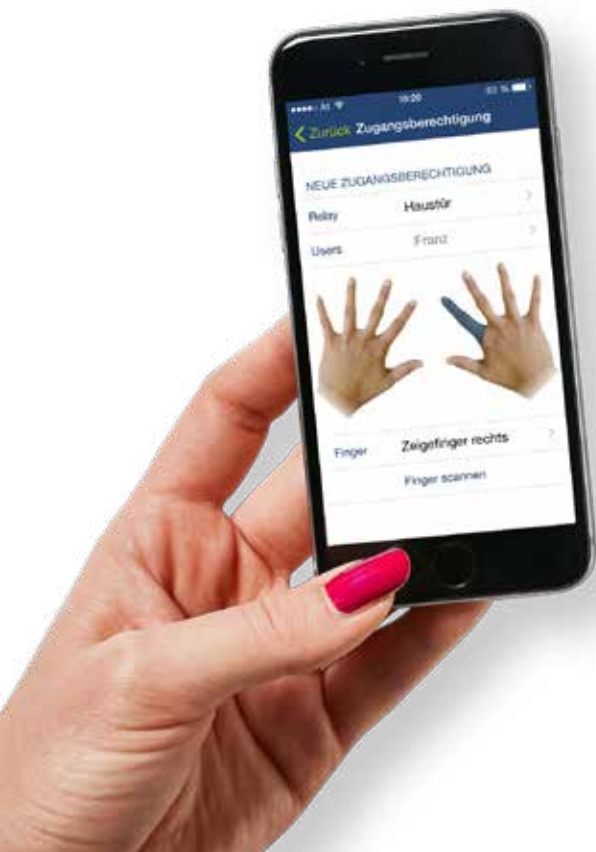 Zurück Zugangsberechtigung
NEUE ZUGANGSBERECHTIGUNG
Relay Haustür
Users Franz
Finger Zeigefinger rechts
Finger scannen